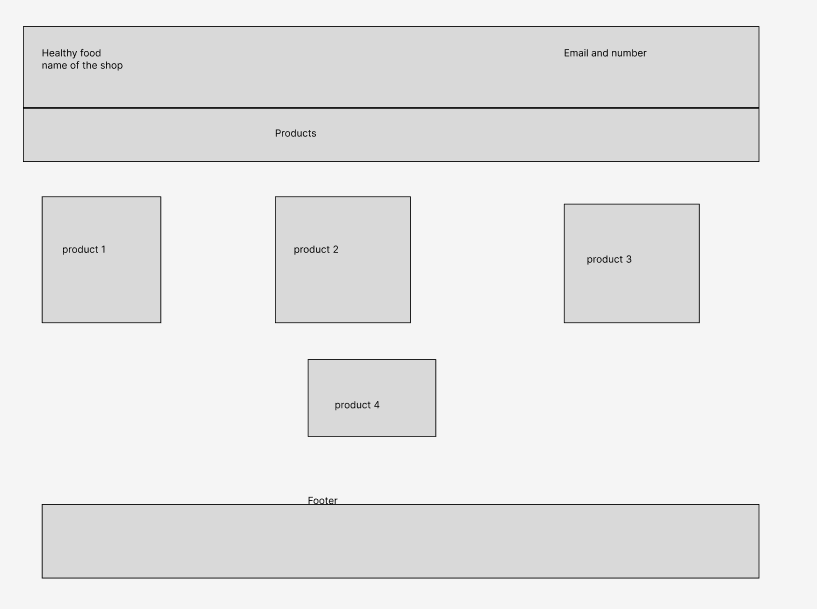 Healthy food
name of the shop
Email and number
Products
product 1
product 2
product 3
product 4
Footer